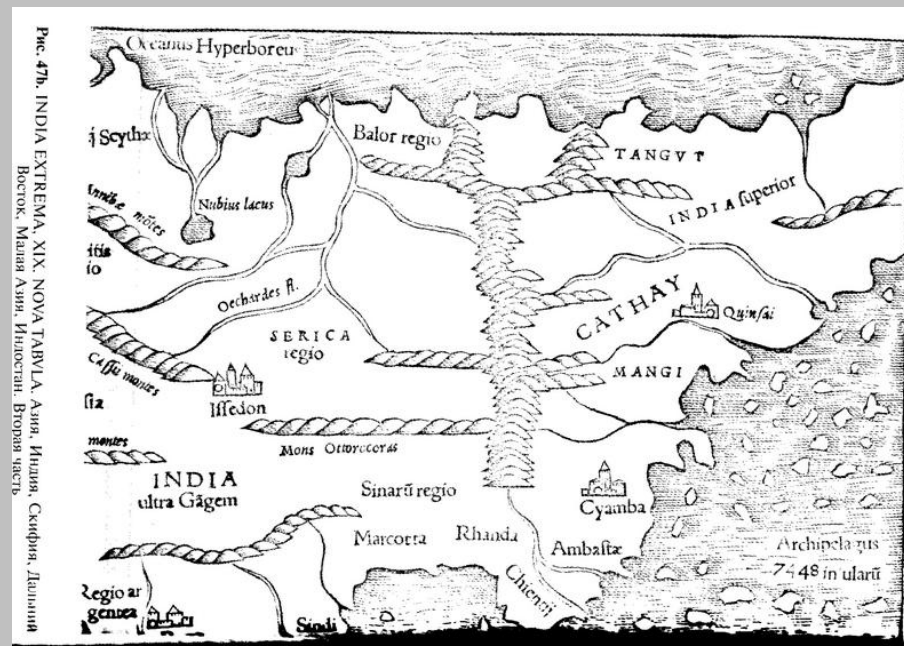 Рис. 47b. INDIA EXTREMA, XIX. NOVA TABVLA. Азия, Индия, Скифия, Дальний
Восток, Малая Азия, Индостан. Вторая часть
Oceanus Hyperboreus
Scythæ
Balor regio
TANGVT
Nubius lacus
INDIA superior
mōtes
Oechardes fl.
CATHAY
Quinsai
SERICA
regio
Cassii montes
MANGI
Issedon
montes
Mons Ottorocoras
INDIA
ultra Gāgem
Sinarū regio
Cyamba
Marcotta
Rhanda
Ambastæ
Archipelagus
7448 insularū
Chienzii
Regio ar
gentea
Sindi